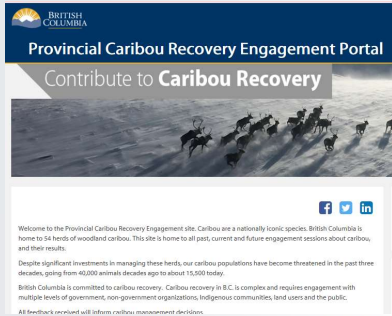 BRITISH
COLUMBIA
Provincial Caribou Recovery Engagement Portal
Contribute to Caribou Recovery
Welcome to the Provincial Caribou Recovery Engagement site. Caribou are a nationally iconic species. British Columbia is
home to 54 herds of woodland caribou. This site is home to all past, current and future engagement sessions about caribou,
and their results.
Despite significant investments in managing these herds, our caribou populations have become threatened in the past three
decades, going from 40,000 animals decades ago to about 15,500 today.
British Columbia is committed to caribou recovery. Caribou recovery in B.C. is complex and requires engagement with
multiple levels of government, non-government organizations, Indigenous communities, land users and the public.
All feedback received will inform caribou management decisions